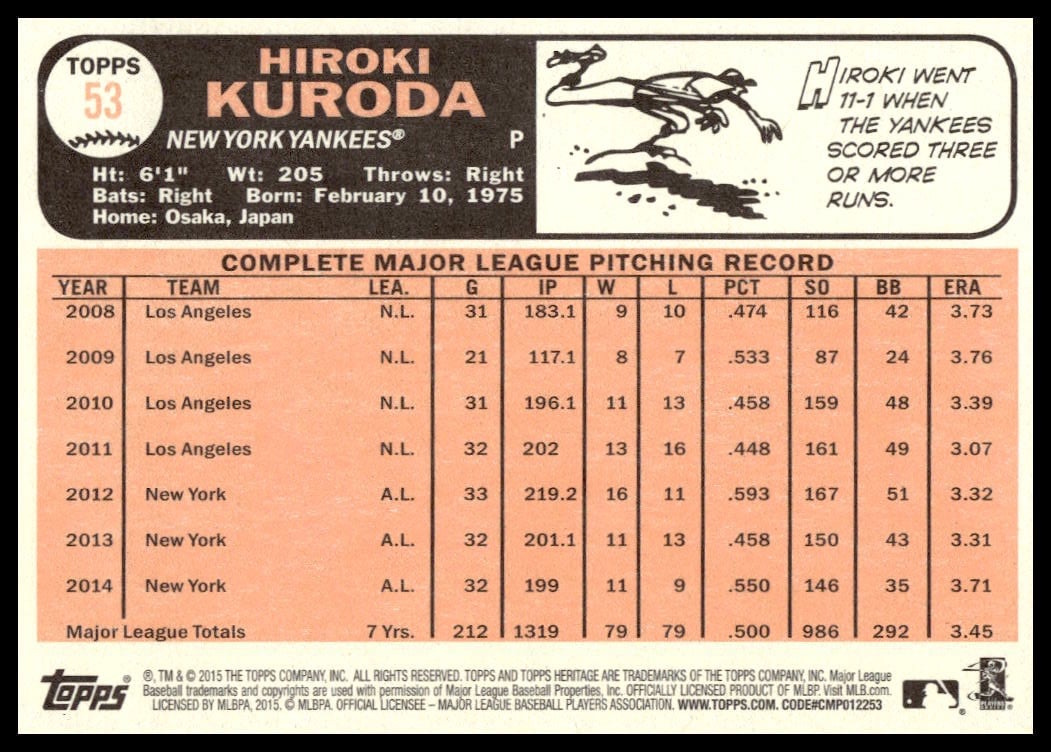 TOPPS
53
HIROKI
KURODA
NEW YORK YANKEES® P
Ht: 6'1" Wt: 205 Throws: Right
Bats: Right Born: February 10, 1975
Home: Osaka, Japan
HIROKI WENT
11-1 WHEN
THE YANKEES
SCORED THREE
OR MORE
RUNS.
COMPLETE MAJOR LEAGUE PITCHING RECORD
YEAR TEAM LEA. G IP W L PCT SO BB ERA
2008 Los Angeles N.L. 31 183.1 9 10 .474 116 42 3.73
2009 Los Angeles N.L. 21 117.1 8 7 .533 87 24 3.76
2010 Los Angeles N.L. 31 196.1 11 13 .458 159 48 3.39
2011 Los Angeles N.L. 32 202 13 16 .448 161 49 3.07
2012 New York A.L. 33 219.2 16 11 .593 167 51 3.32
2013 New York A.L. 32 201.1 11 13 .458 150 43 3.31
2014 New York A.L. 32 199 11 9 .550 146 35 3.71
Major League Totals 7 Yrs. 212 1319 79 79 .500 986 292 3.45
topps®
®, TM & © 2015 THE TOPPS COMPANY, INC. ALL RIGHTS RESERVED. TOPPS AND TOPPS HERITAGE ARE TRADEMARKS OF THE TOPPS COMPANY, INC. Major League
Baseball trademarks and copyrights are used with permission of Major League Baseball Properties, Inc. OFFICIALLY LICENSED PRODUCT OF MLBP. Visit MLB.com.
LICENSED BY MLBPA, 2015. © MLBPA. OFFICIAL LICENSEE – MAJOR LEAGUE BASEBALL PLAYERS ASSOCIATION. WWW.TOPPS.COM. CODE#CMP012253